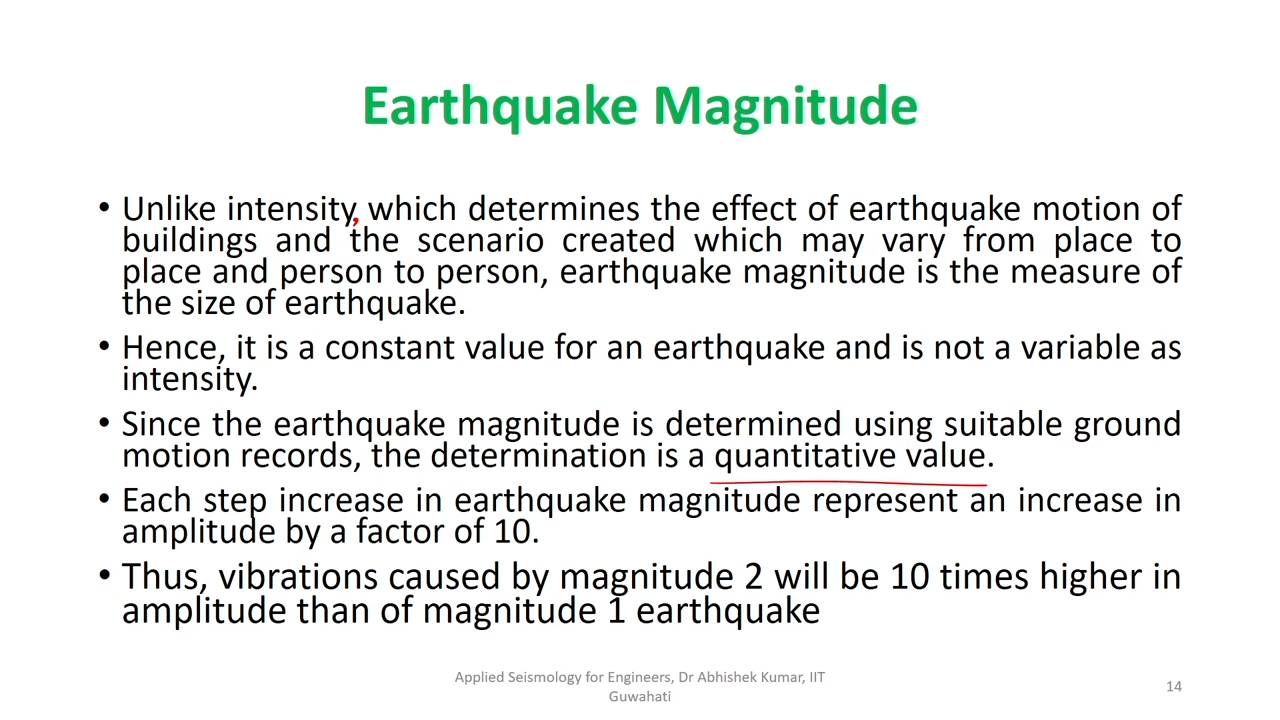 Earthquake Magnitude
• Unlike intensity, which determines the effect of earthquake motion of
buildings and the scenario created which may vary from place to
place and person to person, earthquake magnitude is the measure of
the size of earthquake.
• Hence, it is a constant value for an earthquake and is not a variable as
intensity.
• Since the earthquake magnitude is determined using suitable ground
motion records, the determination is a quantitative value.
• Each step increase in earthquake magnitude represent an increase in
amplitude by a factor of 10.
• Thus, vibrations caused by magnitude 2 will be 10 times higher in
amplitude than of magnitude 1 earthquake
Applied Seismology for Engineers, Dr Abhishek Kumar, IIT
Guwahati
14